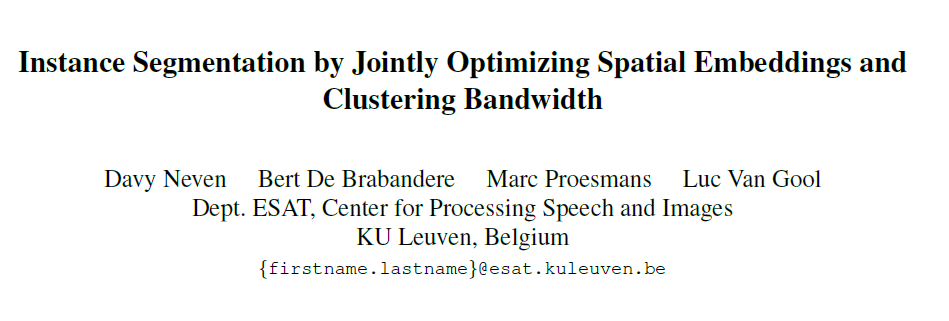 Instance Segmentation by Jointly Optimizing Spatial Embeddings and
Clustering Bandwidth
Davy Neven Bert De Brabandere Marc Proesmans Luc Van Gool
Dept. ESAT, Center for Processing Speech and Images
KU Leuven, Belgium
{firstname.lastname}@esat.kuleuven.be